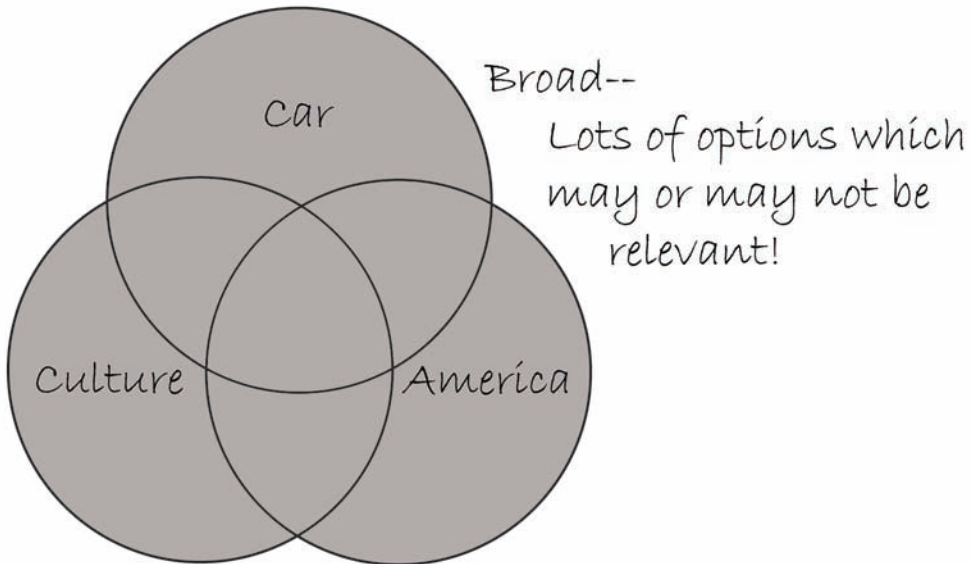 Car
Broad--
Lots of options which
may or may not be
relevant!
Culture
America